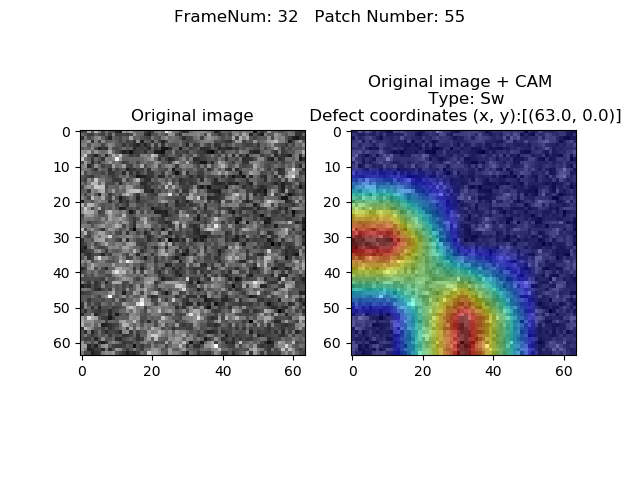 FrameNum: 32   Patch Number: 55
Original image
Original image + CAM
Type: Sw
Defect coordinates (x, y):[(63.0, 0.0)]
0
10
20
30
40
50
60
0 20 40 60
0
10
20
30
40
50
60
0 20 40 60